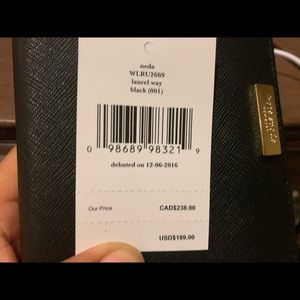 neda
WLRU2669
laurel way
black (001)
0 98689 98321 9
debuted on 12-06-2016
Our Price CAD$238.00
USD$189.00